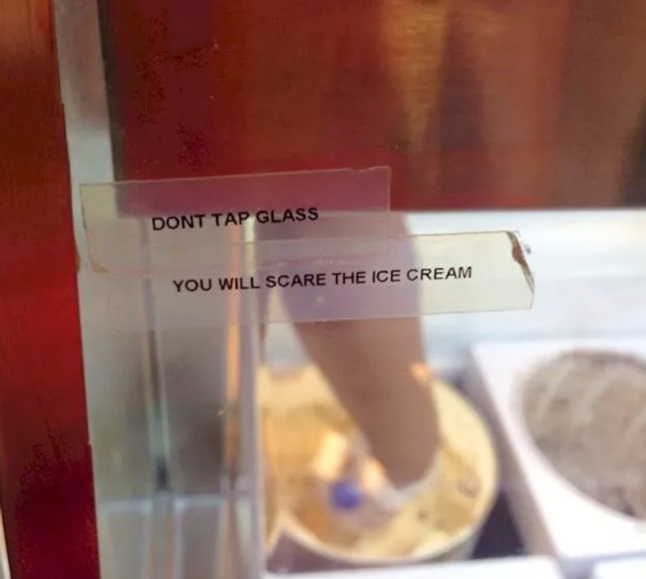 DONT TAP GLASS
YOU WILL SCARE THE ICE CREAM